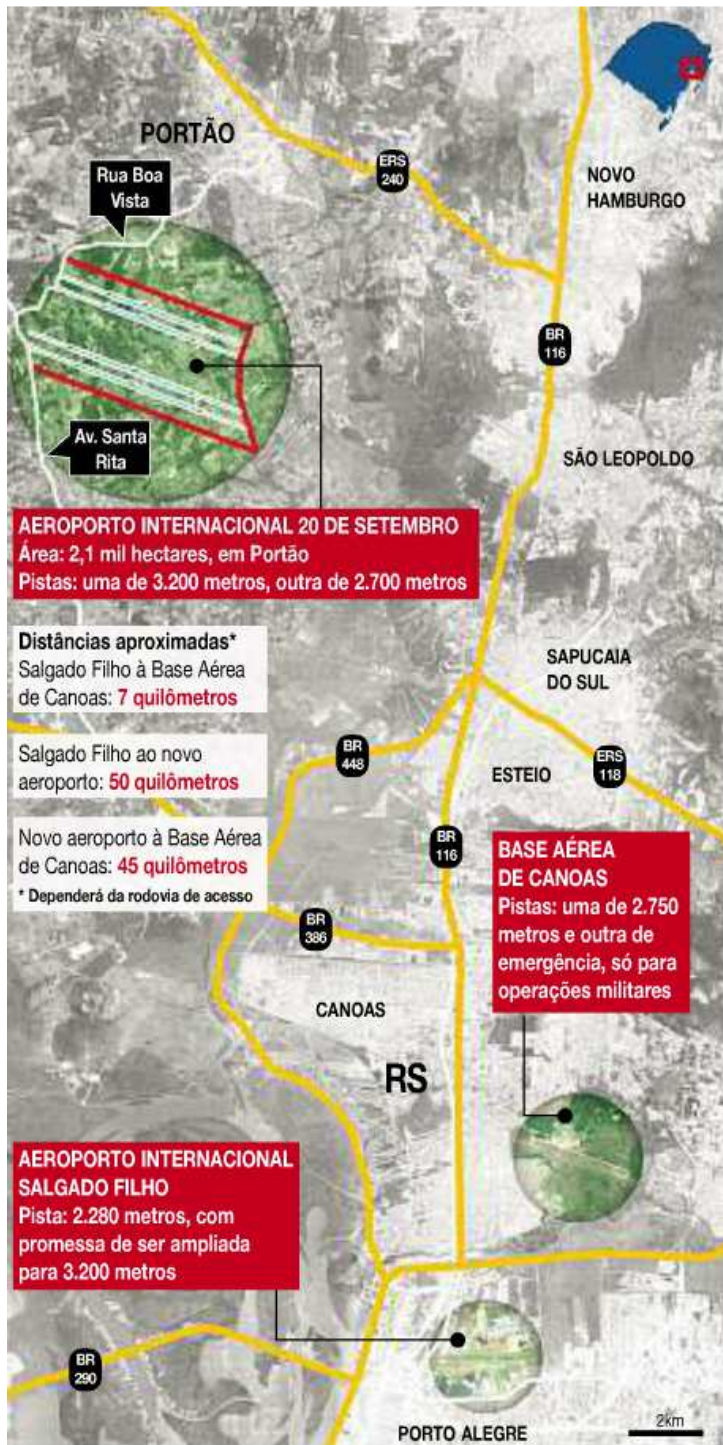 PORTÃO
Rua Boa
Vista
ERS
240
NOVO
HAMBURGO
BR
116
Av. Santa
Rita
SÃO LEOPOLDO
AEROPORTO INTERNACIONAL 20 DE SETEMBRO
Área: 2,1 mil hectares, em Portão
Pistas: uma de 3.200 metros, outra de 2.700 metros
Distâncias aproximadas*
Salgado Filho à Base Aérea
de Canoas: 7 quilômetros
Salgado Filho ao novo
aeroporto: 50 quilômetros
Novo aeroporto à Base Aérea
de Canoas: 45 quilômetros
* Dependerá da rodovia de acesso
SAPUCAIA
DO SUL
BR
448
ESTEIO
ERS
118
BR
116
BASE AÉREA
DE CANOAS
Pistas: uma de 2.750
metros e outra de
emergência, só para
operações militares
BR
386
CANOAS
RS
AEROPORTO INTERNACIONAL
SALGADO FILHO
Pista: 2.280 metros, com
promessa de ser ampliada
para 3.200 metros
BR
290
PORTO ALEGRE
2km